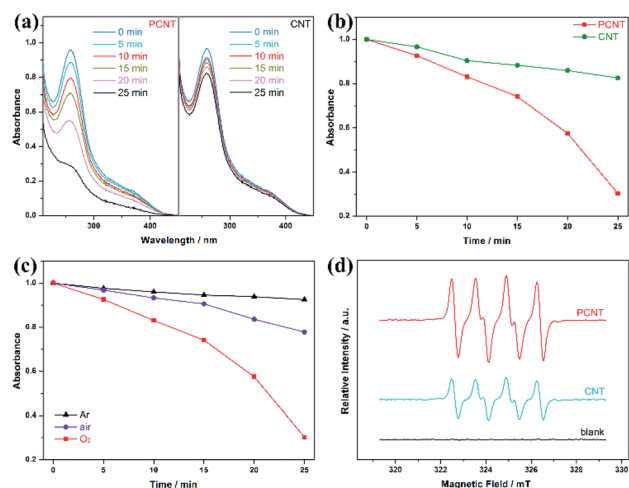 (a)
PCNT
CNT
0 min
5 min
10 min
15 min
20 min
25 min
0 min
5 min
10 min
15 min
20 min
25 min
Absorbance
1.0
0.8
0.6
0.4
0.2
0.0
300
400
300
400
Wavelength / nm
(b)
PCNT
CNT
Absorbance
1.0
0.8
0.6
0.4
0.2
0
5
10
15
20
25
Time / min
(c)
Absorbance
1.0
0.8
0.6
0.4
0.2
Ar
air
O₂
0
5
10
15
20
25
Time / min
(d)
Relative intensity / a.u.
PCNT
CNT
blank
320
322
324
326
328
330
Magnetic Field / mT